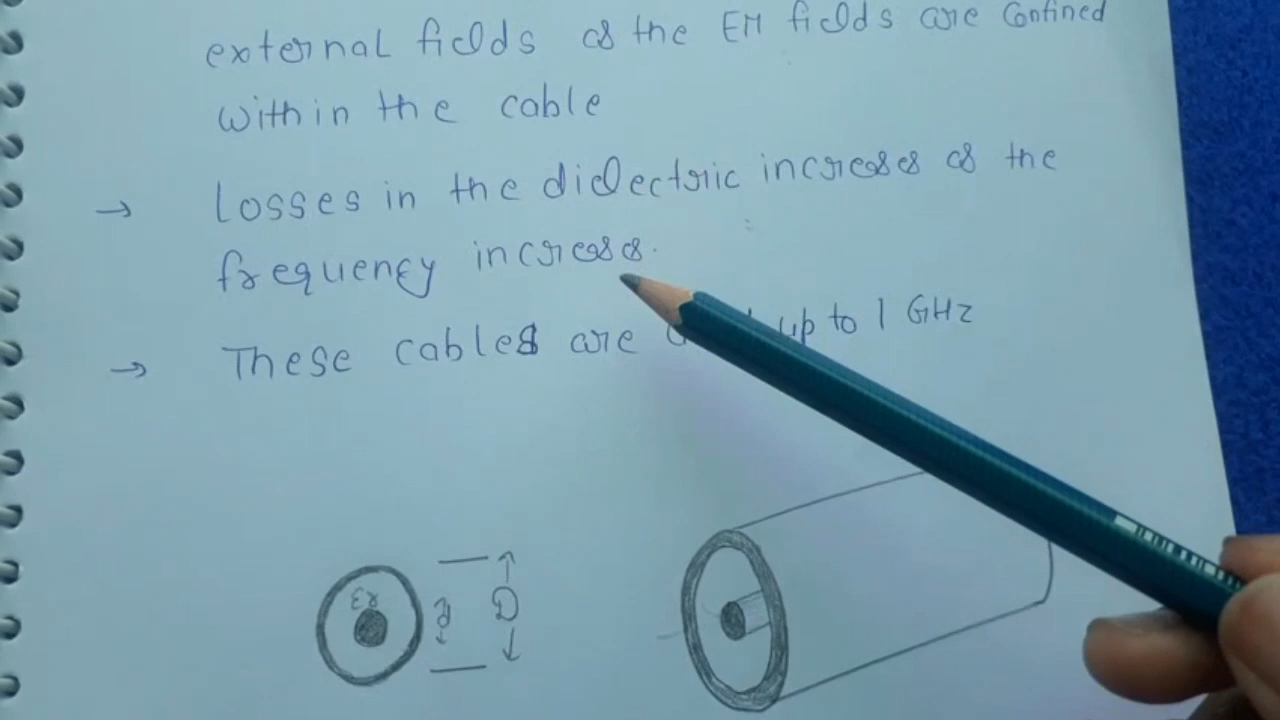 external fields as the EM fields are Confined
within the cable
→ Losses in the dielectric increases as the
frequency increases.
→ These cables are up to 1 GHz
εr
d
D